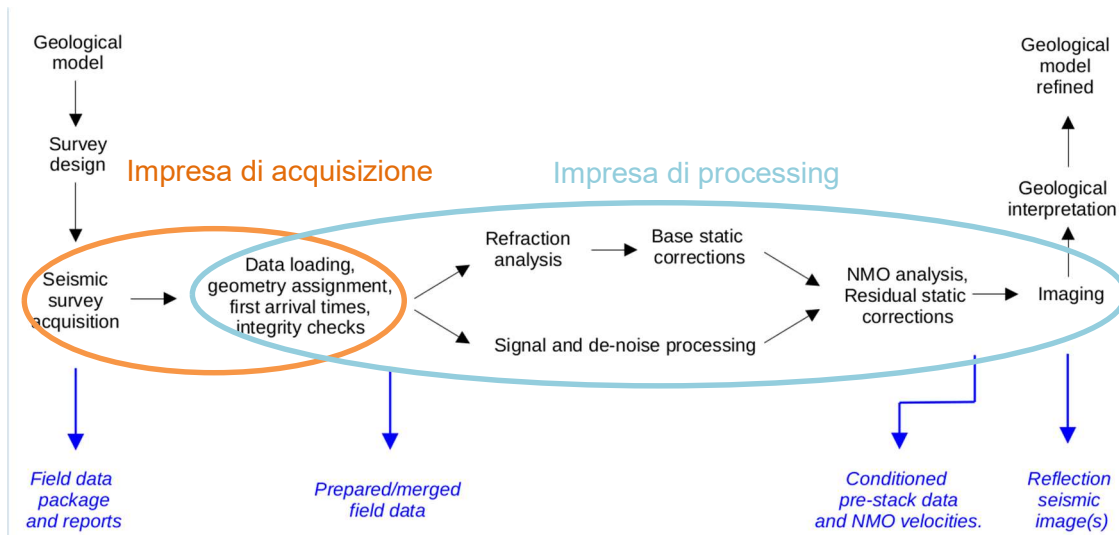 Geological
model
Survey
design
Impresa di acquisizione
Impresa di processing
Geological
model
refined
Geological
interpretation
Seismic
survey
acquisition
Data loading,
geometry assignment,
first arrival times,
integrity checks
Refraction
analysis
Base static
corrections
Signal and de-noise processing
NMO analysis,
Residual static
corrections
Imaging
Field data
package
and reports
Prepared/merged
field data
Conditioned
pre-stack data
and NMO velocities.
Reflection
seismic
image(s)